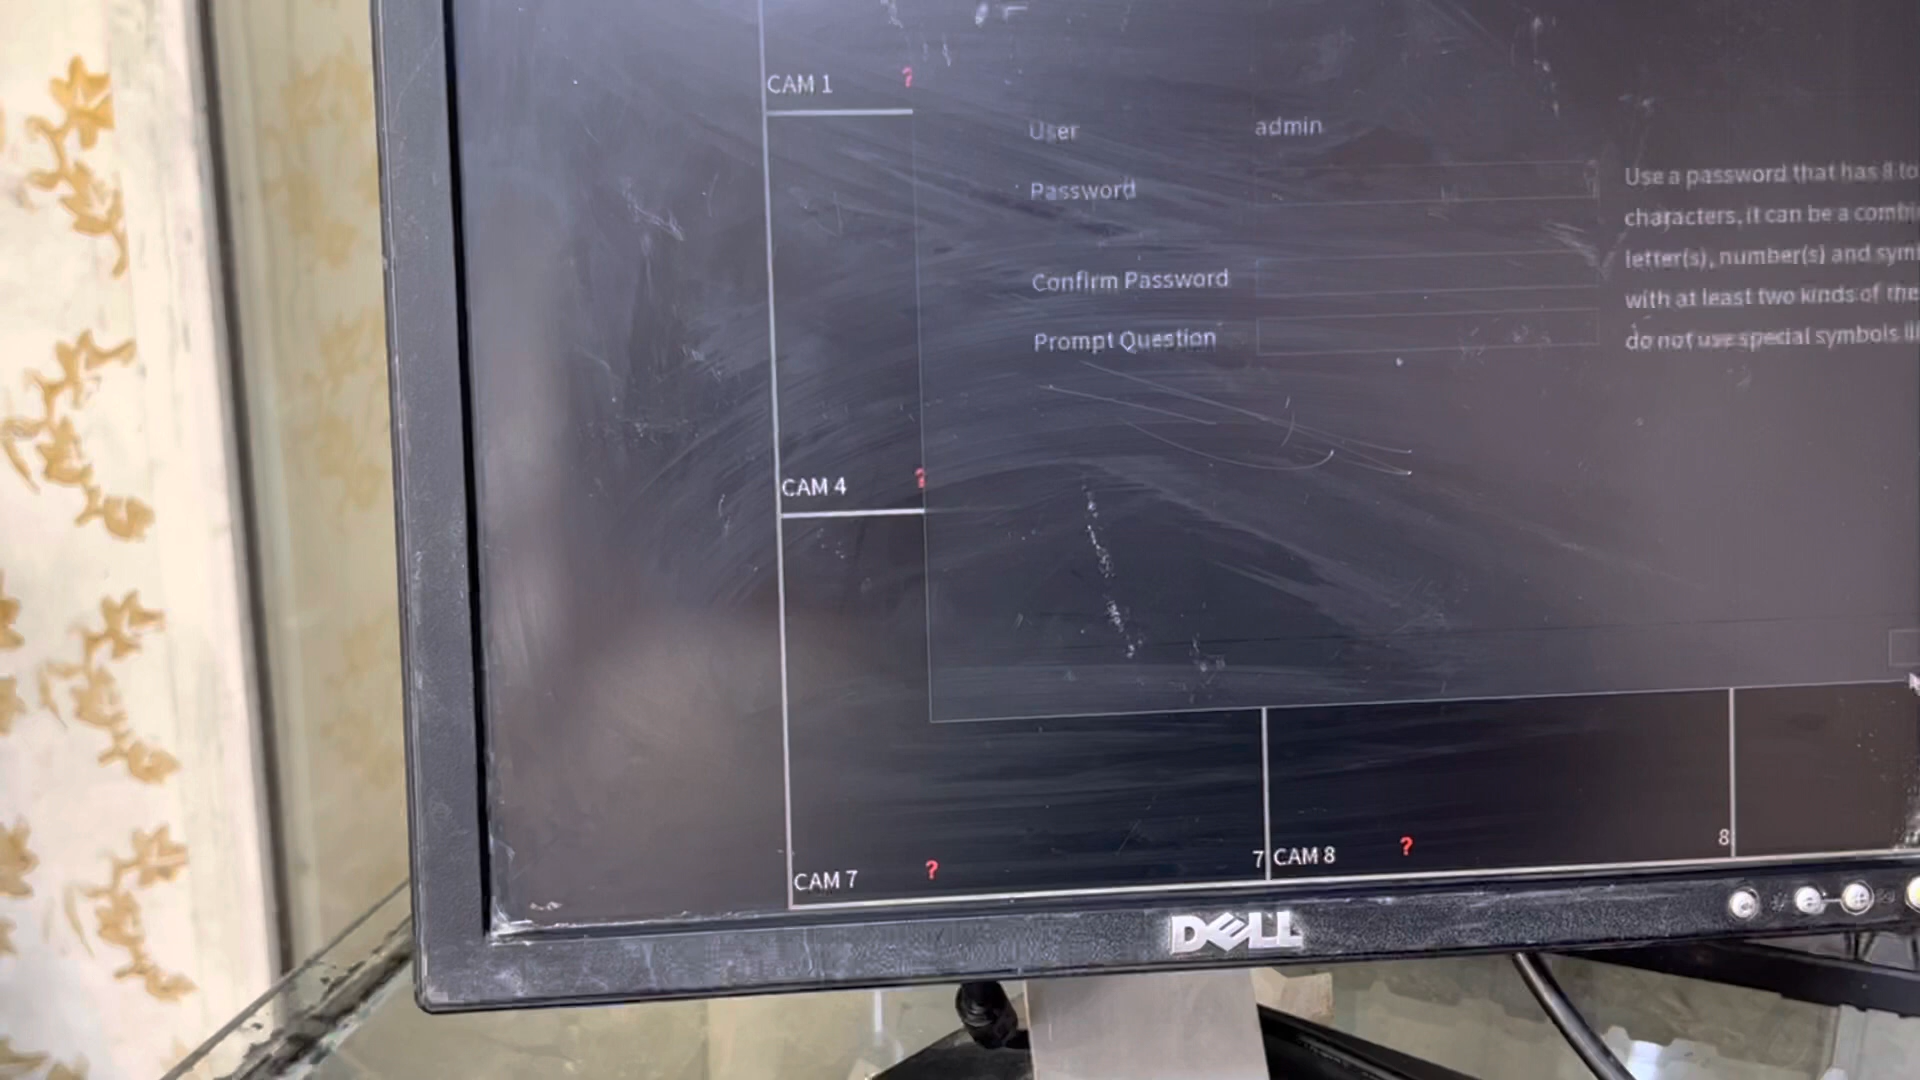 CAM 1 ?
User admin
Password
Use a password that has 8 to
characters, it can be a combi
letter(s), number(s) and sym
with at least two kinds of the
do not use special symbols li
Confirm Password
Prompt Question
CAM 4 ?
CAM 7 ? 7
CAM 8 ? 8
DELL